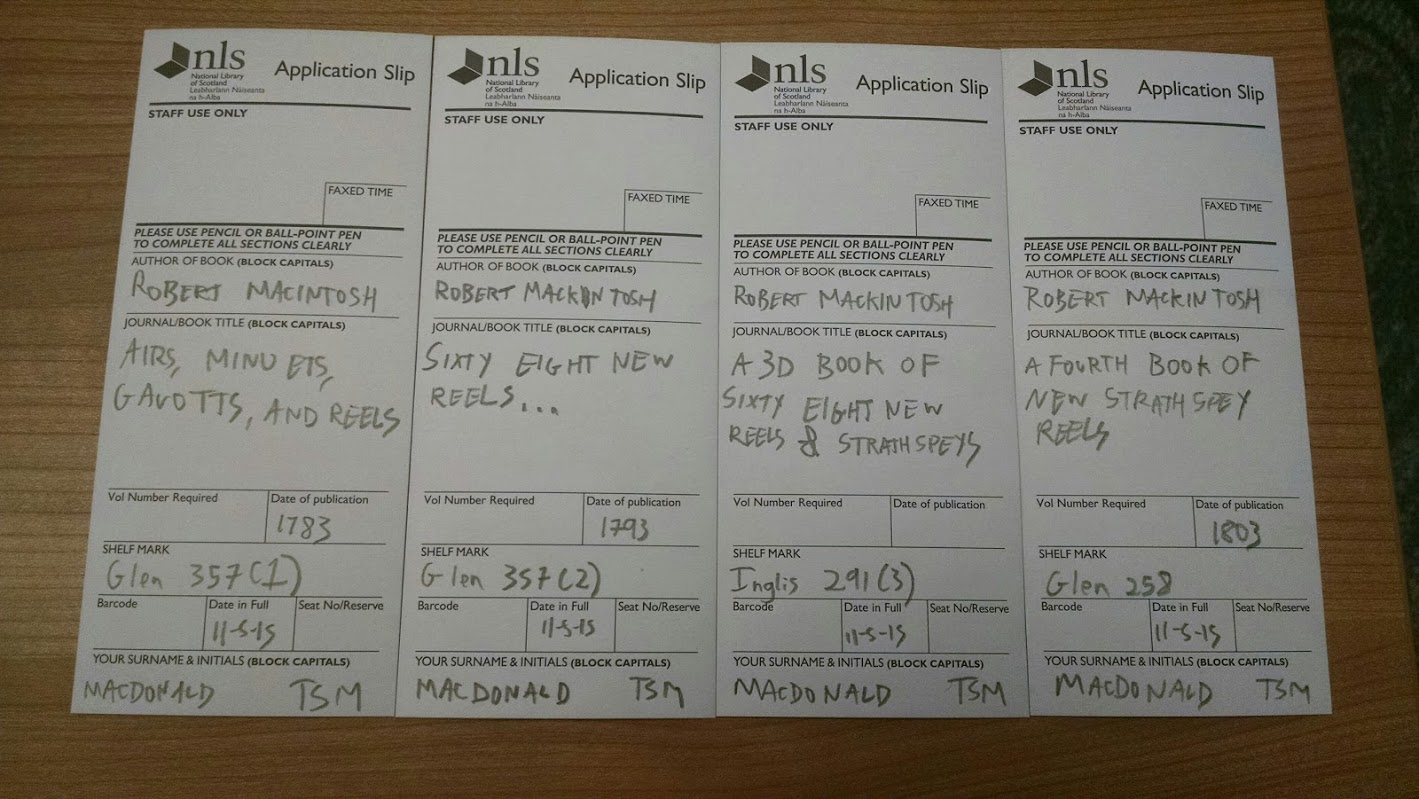 nls
National Library
of Scotland
Leabharlann Nàiseanta
na h-Alba
Application Slip
STAFF USE ONLY
FAXED TIME
PLEASE USE PENCIL OR BALL-POINT PEN
TO COMPLETE ALL SECTIONS CLEARLY
AUTHOR OF BOOK (BLOCK CAPITALS)
ROBERT MACINTOSH
JOURNAL/BOOK TITLE (BLOCK CAPITALS)
AIRS, MINUETS,
GAVOTTS, AND REELS
Vol Number Required Date of publication
1783
SHELF MARK
Glen 357(1)
Barcode Date in Full Seat No/Reserve
11-5-15
YOUR SURNAME & INITIALS (BLOCK CAPITALS)
MACDONALD TSM
nls
National Library
of Scotland
Leabharlann Nàiseanta
na h-Alba
Application Slip
STAFF USE ONLY
FAXED TIME
PLEASE USE PENCIL OR BALL-POINT PEN
TO COMPLETE ALL SECTIONS CLEARLY
AUTHOR OF BOOK (BLOCK CAPITALS)
ROBERT MACKINTOSH
JOURNAL/BOOK TITLE (BLOCK CAPITALS)
SIXTY EIGHT NEW
REELS...
Vol Number Required Date of publication
1793
SHELF MARK
Glen 357(2)
Barcode Date in Full Seat No/Reserve
11-5-15
YOUR SURNAME & INITIALS (BLOCK CAPITALS)
MACDONALD TSM
nls
National Library
of Scotland
Leabharlann Nàiseanta
na h-Alba
Application Slip
STAFF USE ONLY
FAXED TIME
PLEASE USE PENCIL OR BALL-POINT PEN
TO COMPLETE ALL SECTIONS CLEARLY
AUTHOR OF BOOK (BLOCK CAPITALS)
ROBERT MACKINTOSH
JOURNAL/BOOK TITLE (BLOCK CAPITALS)
A 3D BOOK OF
SIXTY EIGHT NEW
REELS & STRATHSPEYS
Vol Number Required Date of publication
SHELF MARK
Inglis 291(3)
Barcode Date in Full Seat No/Reserve
11-5-15
YOUR SURNAME & INITIALS (BLOCK CAPITALS)
MACDONALD TSM
nls
National Library
of Scotland
Leabharlann Nàiseanta
na h-Alba
Application Slip
STAFF USE ONLY
FAXED TIME
PLEASE USE PENCIL OR BALL-POINT PEN
TO COMPLETE ALL SECTIONS CLEARLY
AUTHOR OF BOOK (BLOCK CAPITALS)
ROBERT MACKINTOSH
JOURNAL/BOOK TITLE (BLOCK CAPITALS)
A FOURTH BOOK OF
NEW STRATHSPEY
REELS
Vol Number Required Date of publication
1803
SHELF MARK
Glen 258
Barcode Date in Full Seat No/Reserve
11-5-15
YOUR SURNAME & INITIALS (BLOCK CAPITALS)
MACDONALD TSM